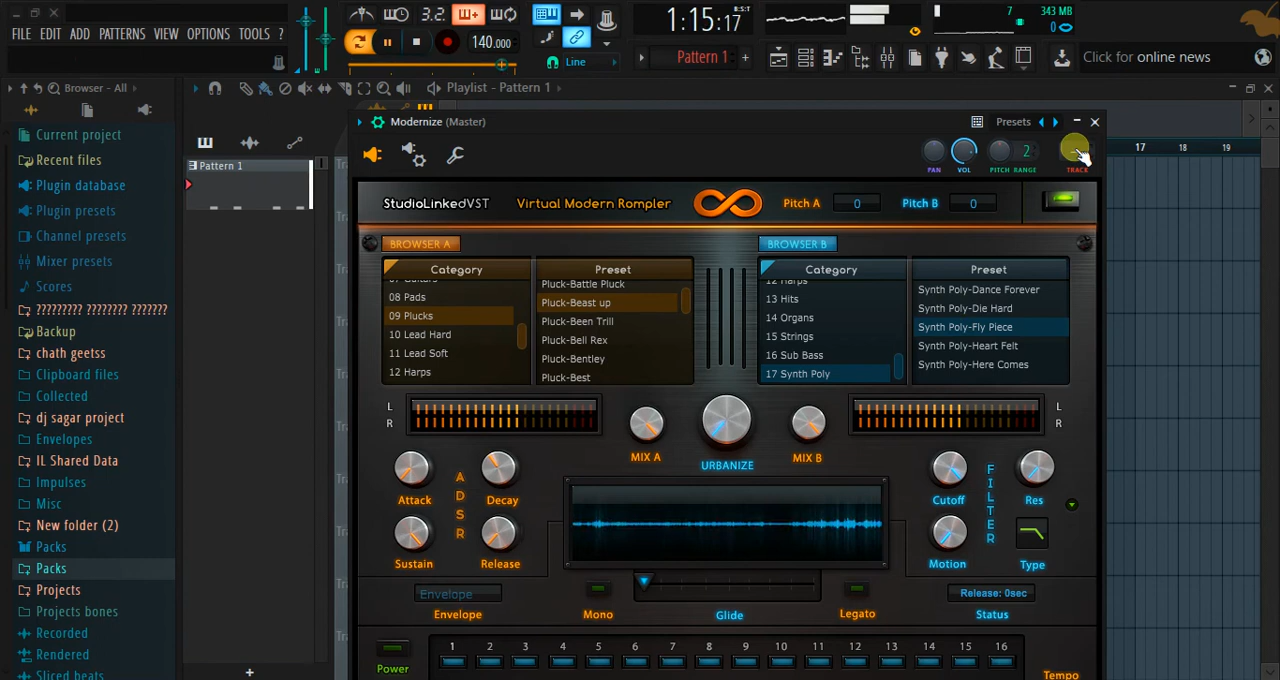 3.2
1:15:17 B:S:T
7
343 MB
0
FILE EDIT ADD PATTERNS VIEW OPTIONS TOOLS ?
140.000
Line
Pattern 1
Click for online news
Browser - All
Playlist - Pattern 1
Current project
Recent files
Plugin database
Plugin presets
Channel presets
Mixer presets
Scores
????????? ???????? ???????
Backup
chath geetss
Clipboard files
Collected
dj sagar project
Envelopes
IL Shared Data
Impulses
Misc
New folder (2)
Packs
Packs
Projects
Projects bones
Recorded
Rendered
Sliced beats
Pattern 1
Modernize (Master)
Presets
2
PAN VOL PITCH RANGE TRACK
17 18 19
StudioLinkedVST Virtual Modern Rompler Pitch A 0 Pitch B 0
BROWSER A
Category
08 Pads
09 Plucks
10 Lead Hard
11 Lead Soft
12 Harps
Preset
Pluck-Battle Pluck
Pluck-Beast up
Pluck-Been Trill
Pluck-Bell Rex
Pluck-Bentley
Pluck-Best
BROWSER B
Category
12 Harps
13 Hits
14 Organs
15 Strings
16 Sub Bass
17 Synth Poly
Preset
Synth Poly-Dance Forever
Synth Poly-Die Hard
Synth Poly-Fly Piece
Synth Poly-Heart Felt
Synth Poly-Here Comes
L
R
MIX A
URBANIZE
MIX B
L
R
Attack
Decay
ADSR
Sustain
Release
Cutoff
Res
FILTER
Motion
Type
Envelope
Envelope
Mono
Glide
Legato
Release: 0sec
Status
Power
1 2 3 4 5 6 7 8 9 10 11 12 13 14 15 16
Tempo